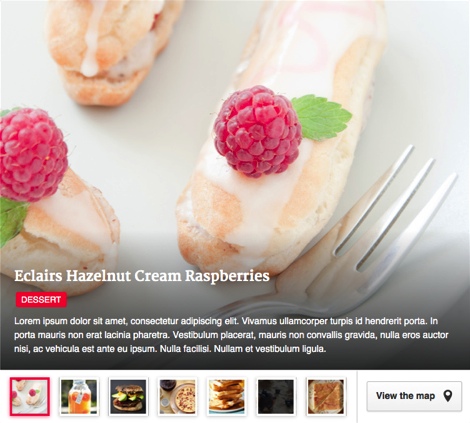 Eclairs Hazelnut Cream Raspberries
DESSERT
Lorem ipsum dolor sit amet, consectetur adipiscing elit. Vivamus ullamcorper turpis id hendrerit porta. In
porta mauris non erat lacinia pharetra. Vestibulum placerat, mauris non convallis gravida, nulla eros auctor
nisi, ac vehicula est ante eu ipsum. Nulla facilisi. Nullam et vestibulum ligula.
View the map